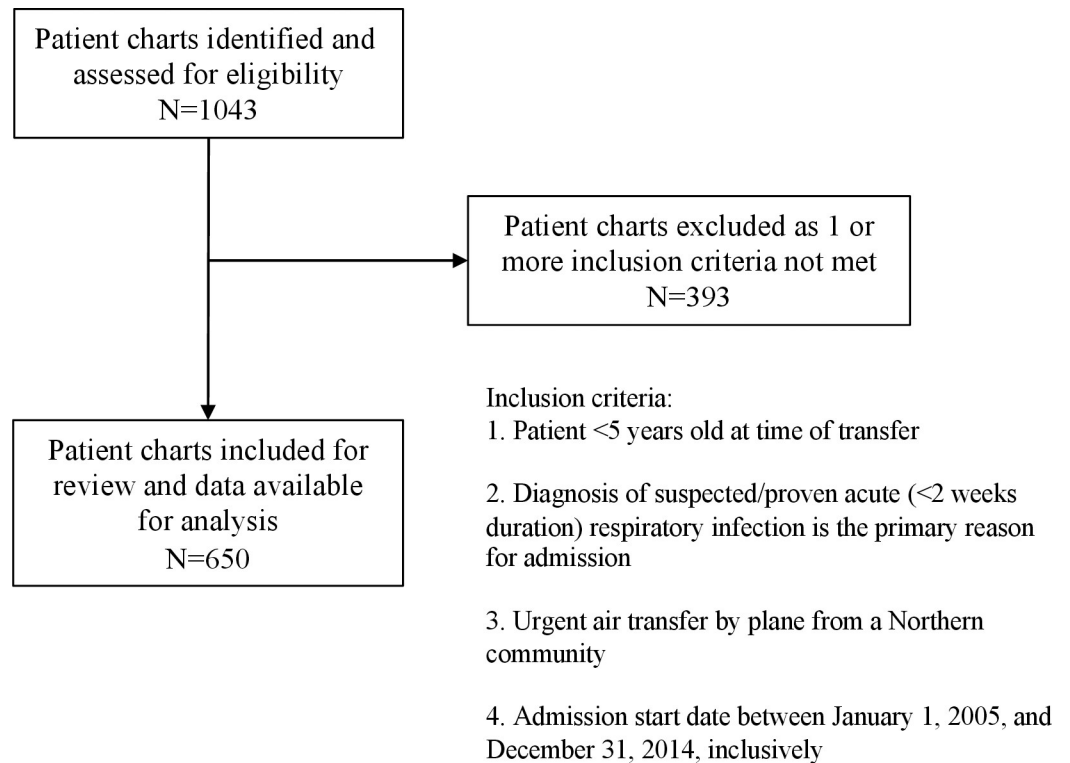 Patient charts identified and
assessed for eligibility
N=1043
Patient charts excluded as 1 or
more inclusion criteria not met
N=393
Patient charts included for
review and data available
for analysis
N=650
Inclusion criteria:
1. Patient <5 years old at time of transfer
2. Diagnosis of suspected/proven acute (<2 weeks
duration) respiratory infection is the primary reason
for admission
3. Urgent air transfer by plane from a Northern
community
4. Admission start date between January 1, 2005, and
December 31, 2014, inclusively